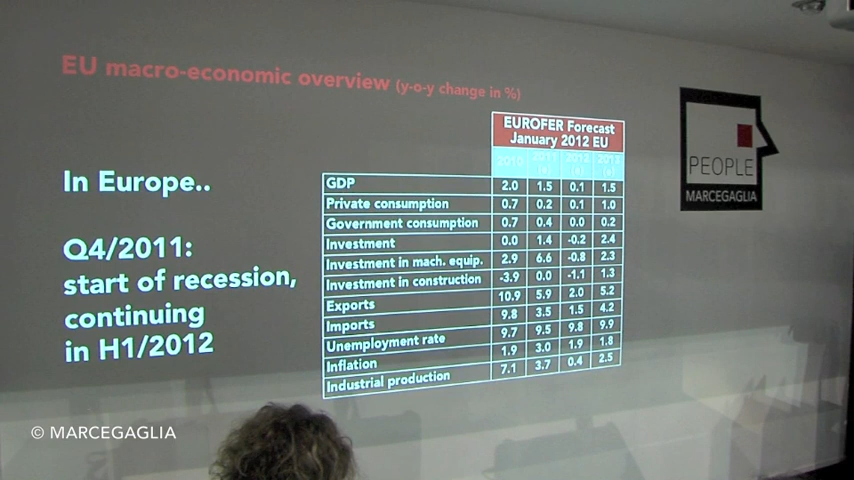 EU macro-economic overview (y-o-y change in %)
EUROFER Forecast
January 2012 EU
2010 2011 2012 2013
(e) (e) (e)
In Europe..
Q4/2011:
start of recession,
continuing
in H1/2012
GDP 2.0 1.5 0.1 1.5
Private consumption 0.7 0.2 0.1 1.0
Government consumption 0.7 0.4 0.0 0.2
Investment 0.0 1.4 -0.2 2.4
Investment in mach. equip. 2.9 6.6 -0.8 2.3
Investment in construction -3.9 0.0 -1.1 1.3
Exports 10.9 5.9 2.0 5.2
Imports 9.8 3.5 1.5 4.2
Unemployment rate 9.7 9.5 9.8 9.9
Inflation 1.9 3.0 1.9 1.8
Industrial production 7.1 3.7 0.4 2.5
PEOPLE
MARCEGAGLIA
© MARCEGAGLIA